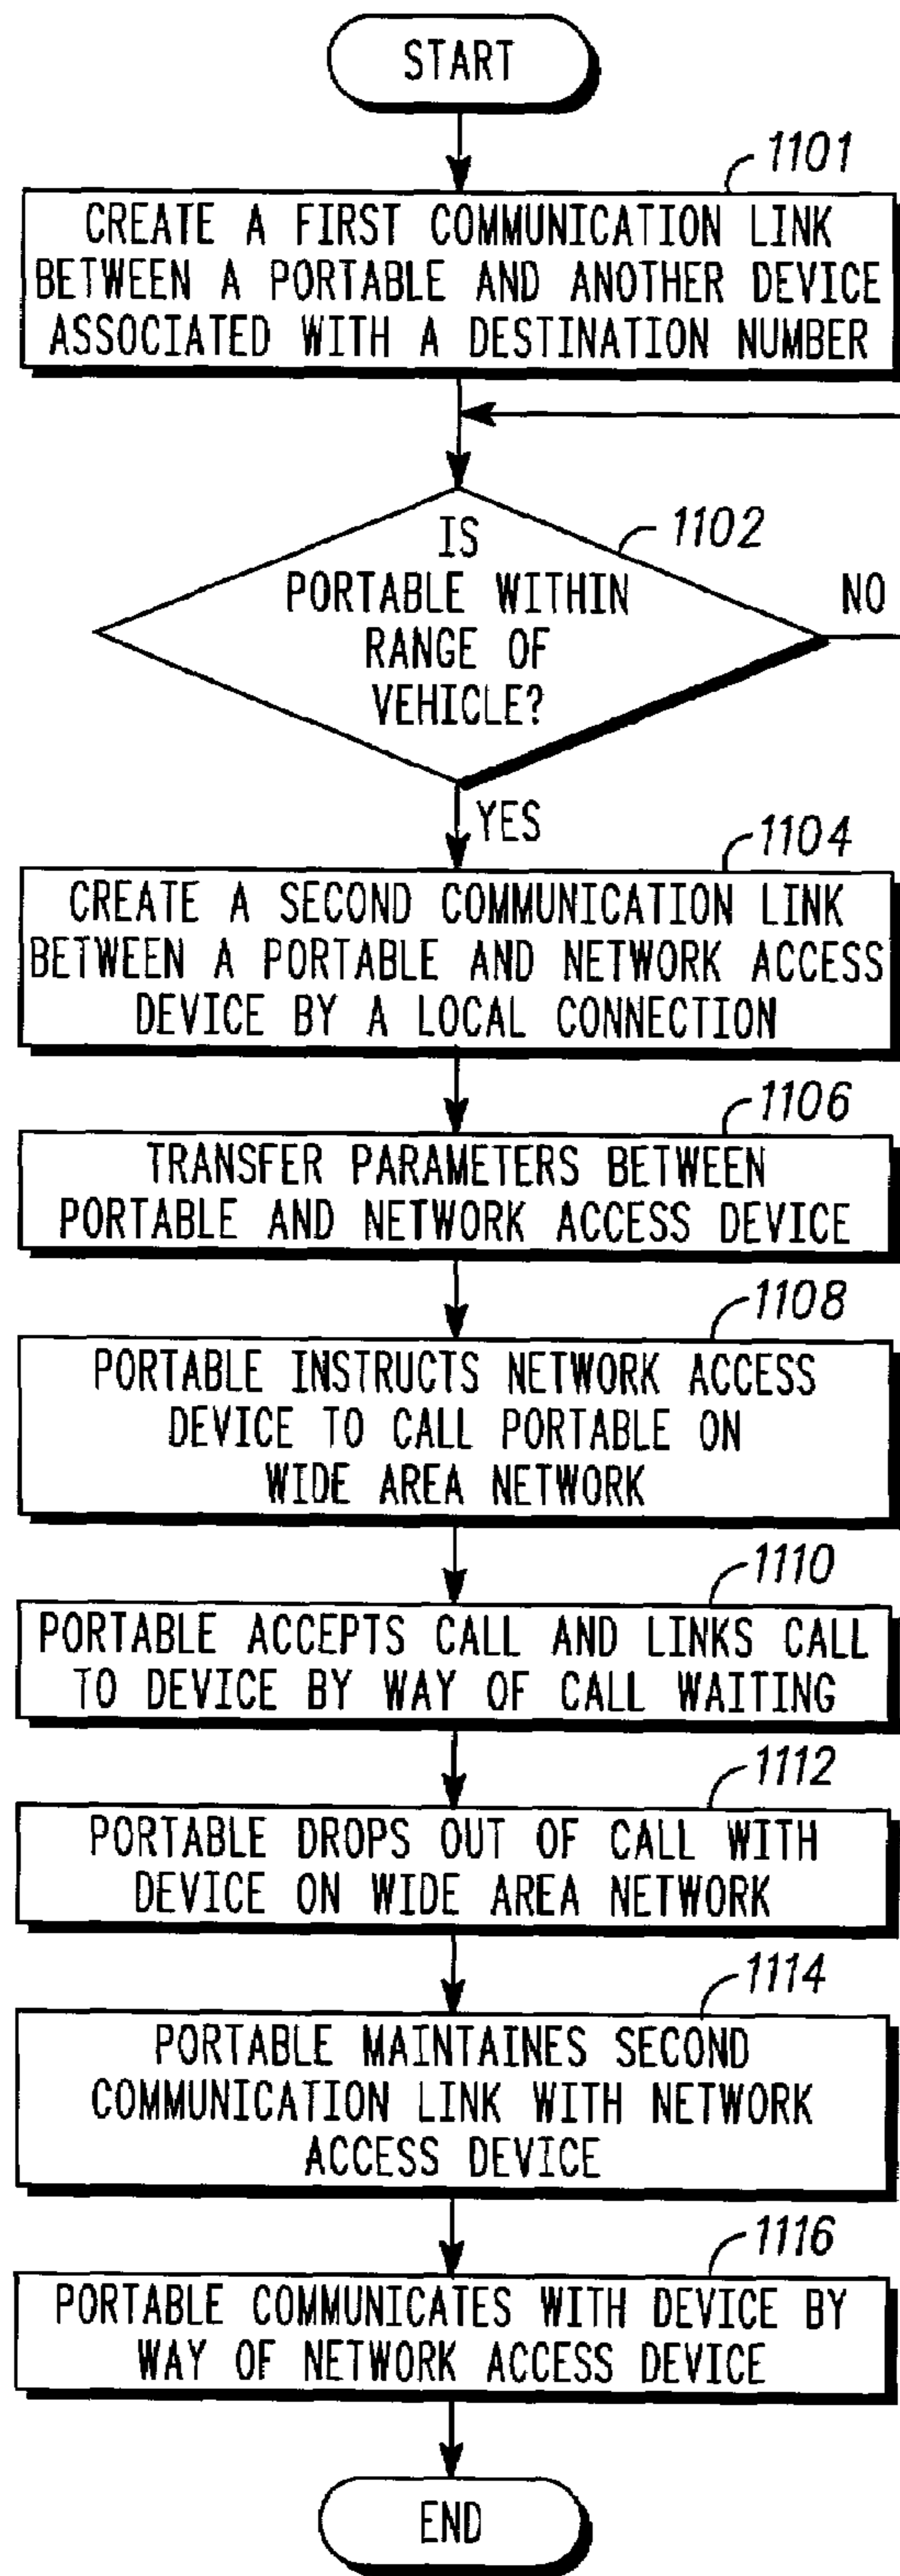 START
1101
CREATE A FIRST COMMUNICATION LINK
BETWEEN A PORTABLE AND ANOTHER DEVICE
ASSOCIATED WITH A DESTINATION NUMBER
1102
IS
PORTABLE WITHIN
RANGE OF
VEHICLE?
NO
YES
1104
CREATE A SECOND COMMUNICATION LINK
BETWEEN A PORTABLE AND NETWORK ACCESS
DEVICE BY A LOCAL CONNECTION
1106
TRANSFER PARAMETERS BETWEEN
PORTABLE AND NETWORK ACCESS DEVICE
1108
PORTABLE INSTRUCTS NETWORK ACCESS
DEVICE TO CALL PORTABLE ON
WIDE AREA NETWORK
1110
PORTABLE ACCEPTS CALL AND LINKS CALL
TO DEVICE BY WAY OF CALL WAITING
1112
PORTABLE DROPS OUT OF CALL WITH
DEVICE ON WIDE AREA NETWORK
1114
PORTABLE MAINTAINES SECOND
COMMUNICATION LINK WITH NETWORK
ACCESS DEVICE
1116
PORTABLE COMMUNICATES WITH DEVICE BY
WAY OF NETWORK ACCESS DEVICE
END